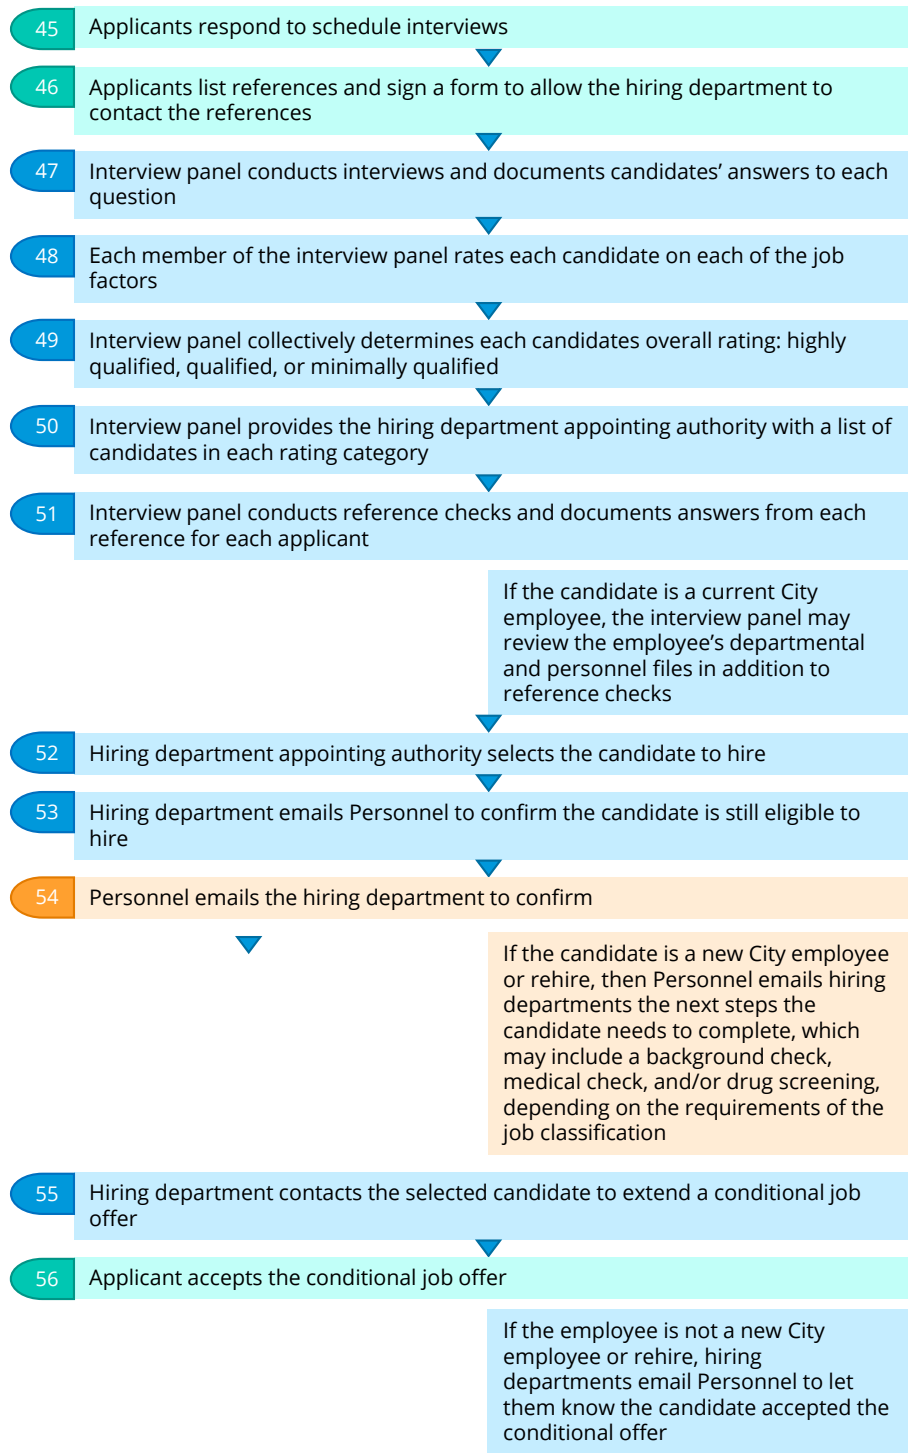 45
Applicants respond to schedule interviews
46
Applicants list references and sign a form to allow the hiring department to
contact the references
47
Interview panel conducts interviews and documents candidates’ answers to each
question
48
Each member of the interview panel rates each candidate on each of the job
factors
49
Interview panel collectively determines each candidates overall rating: highly
qualified, qualified, or minimally qualified
50
Interview panel provides the hiring department appointing authority with a list of
candidates in each rating category
51
Interview panel conducts reference checks and documents answers from each
reference for each applicant
If the candidate is a current City
employee, the interview panel may
review the employee’s departmental
and personnel files in addition to
reference checks
52
Hiring department appointing authority selects the candidate to hire
53
Hiring department emails Personnel to confirm the candidate is still eligible to
hire
54
Personnel emails the hiring department to confirm
If the candidate is a new City employee
or rehire, then Personnel emails hiring
departments the next steps the
candidate needs to complete, which
may include a background check,
medical check, and/or drug screening,
depending on the requirements of the
job classification
55
Hiring department contacts the selected candidate to extend a conditional job
offer
56
Applicant accepts the conditional job offer
If the employee is not a new City
employee or rehire, hiring
departments email Personnel to let
them know the candidate accepted the
conditional offer